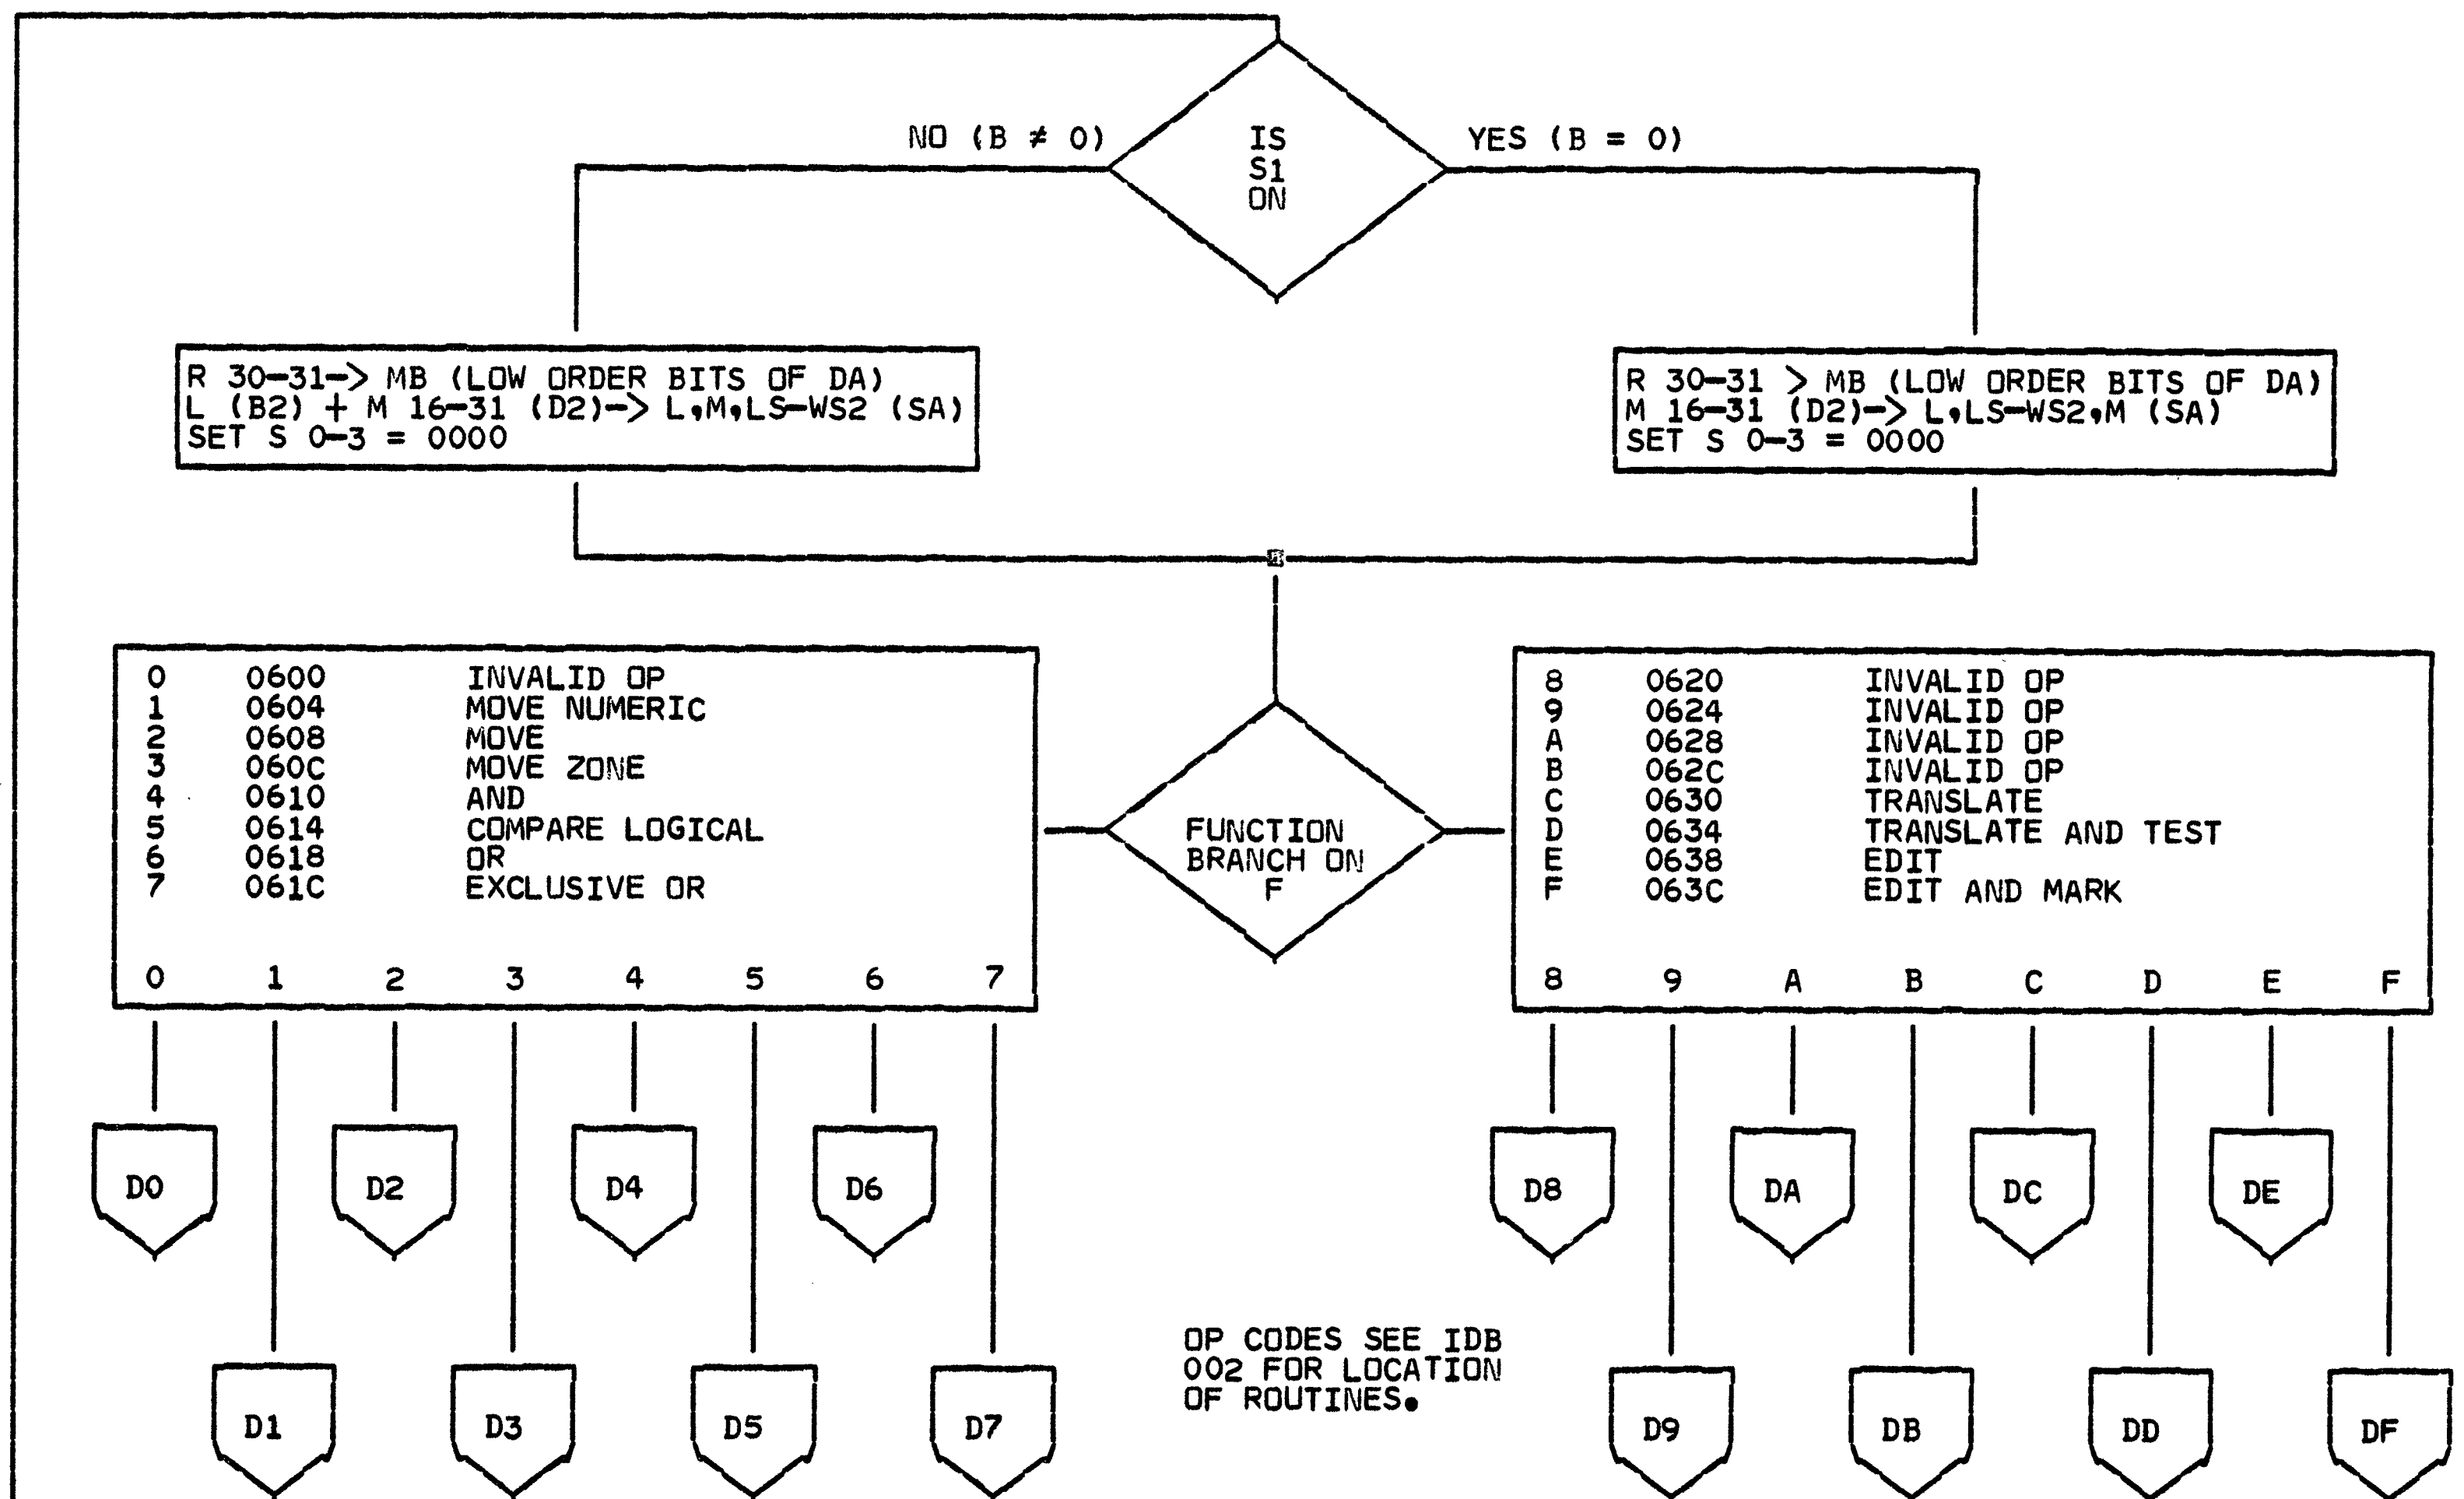 NO (B ≠ 0)
IS
S1
ON
YES (B = 0)
R 30-31-> MB (LOW ORDER BITS OF DA)
L (B2) + M 16-31 (D2)-> L,M,LS-WS2 (SA)
SET S 0-3 = 0000
R 30-31 > MB (LOW ORDER BITS OF DA)
M 16-31 (D2)-> L,LS-WS2,M (SA)
SET S 0-3 = 0000
0 0600 INVALID OP
1 0604 MOVE NUMERIC
2 0608 MOVE
3 060C MOVE ZONE
4 0610 AND
5 0614 COMPARE LOGICAL
6 0618 OR
7 061C EXCLUSIVE OR
0 1 2 3 4 5 6 7
FUNCTION
BRANCH ON
F
8 0620 INVALID OP
9 0624 INVALID OP
A 0628 INVALID OP
B 062C INVALID OP
C 0630 TRANSLATE
D 0634 TRANSLATE AND TEST
E 0638 EDIT
F 063C EDIT AND MARK
8 9 A B C D E F
D0 D2 D4 D6
D8 DA DC DE
OP CODES SEE IDB
002 FOR LOCATION
OF ROUTINES.
D1 D3 D5 D7
D9 DB DD DF